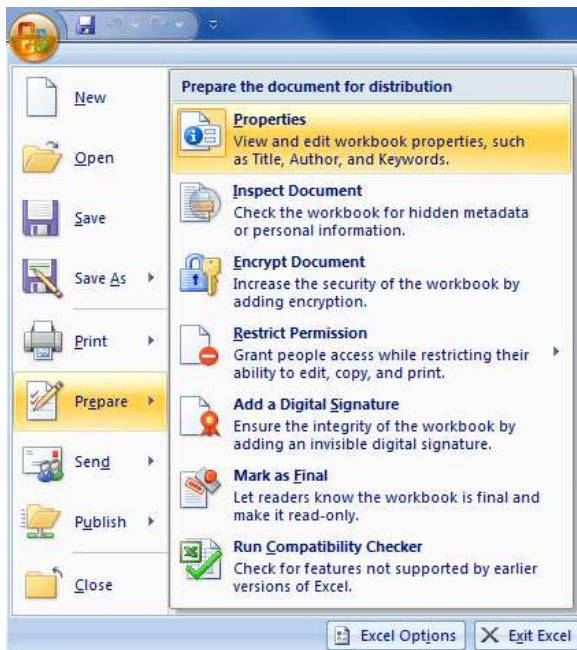 New
Open
Save
Save As
Print
Prepare
Send
Publish
Close
Prepare the document for distribution
Properties
View and edit workbook properties, such
as Title, Author, and Keywords.
Inspect Document
Check the workbook for hidden metadata
or personal information.
Encrypt Document
Increase the security of the workbook by
adding encryption.
Restrict Permission
Grant people access while restricting their
ability to edit, copy, and print.
Add a Digital Signature
Ensure the integrity of the workbook by
adding an invisible digital signature.
Mark as Final
Let readers know the workbook is final and
make it read-only.
Run Compatibility Checker
Check for features not supported by earlier
versions of Excel.
Excel Options
Exit Excel